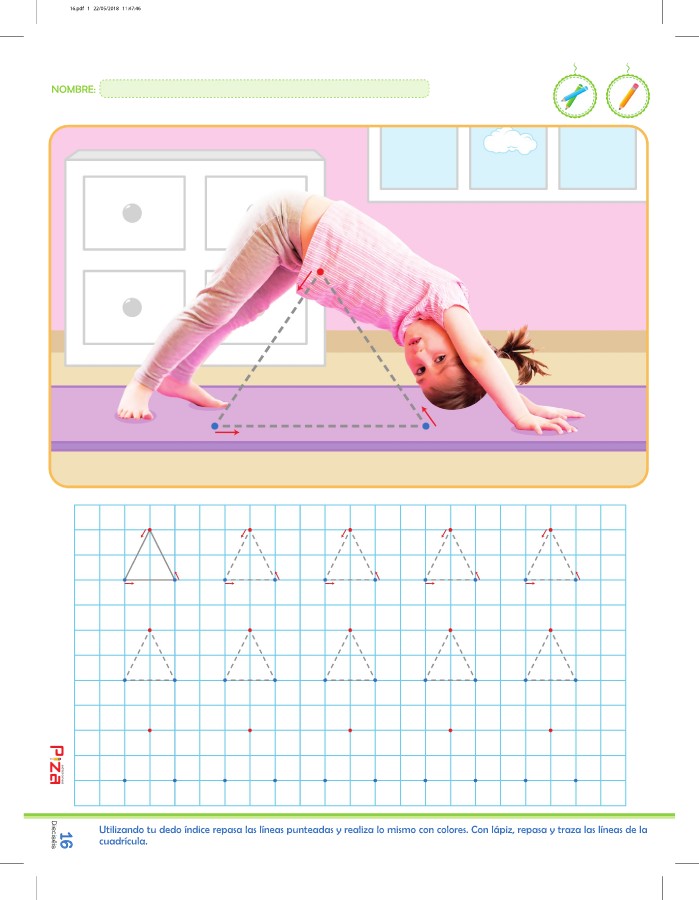 16.pdf 1 22/05/2018 11:47:46
NOMBRE:
Piza
16
Dieciséis
Utilizando tu dedo índice repasa las líneas punteadas y realiza lo mismo con colores. Con lápiz, repasa y traza las líneas de la
cuadrícula.